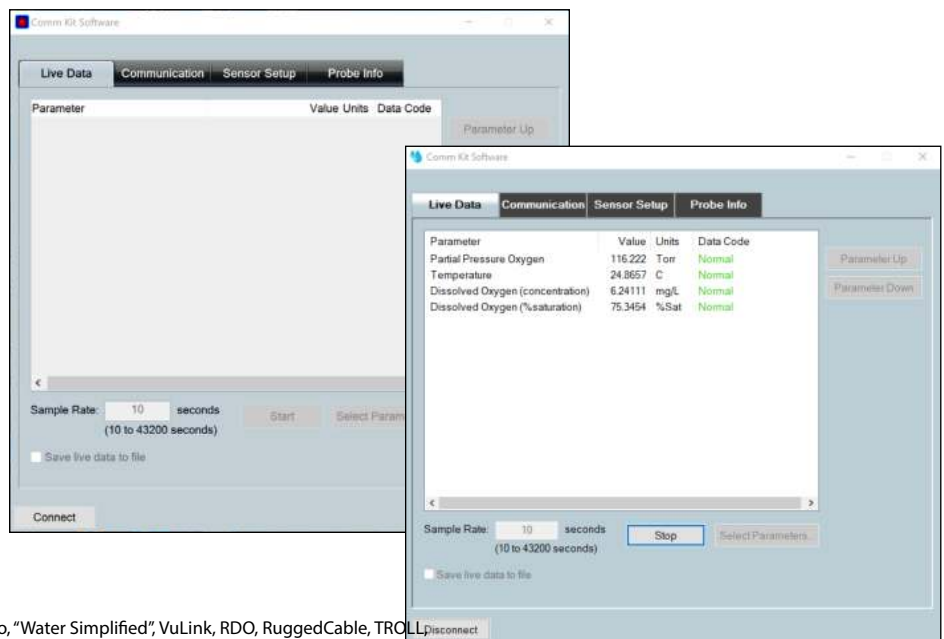 Comm Kit Software
Live Data Communication Sensor Setup Probe Info
Parameter Value Units Data Code
Parameter Up
Sample Rate: 10 seconds Start Select Param
(10 to 43200 seconds)
Save live data to file
Connect
Comm Kit Software
Live Data Communication Sensor Setup Probe Info
Parameter Value Units Data Code
Partial Pressure Oxygen 116.222 Torr Normal
Temperature 24.8657 C Normal
Dissolved Oxygen (concentration) 6.24111 mg/L Normal
Dissolved Oxygen (%saturation) 75.3454 %Sat Normal
Parameter Up
Parameter Down
Sample Rate: 10 seconds Stop Select Parameters...
(10 to 43200 seconds)
Save live data to file
Disconnect
o, "Water Simplified", VuLink, RDO, RuggedCable, TROLL,